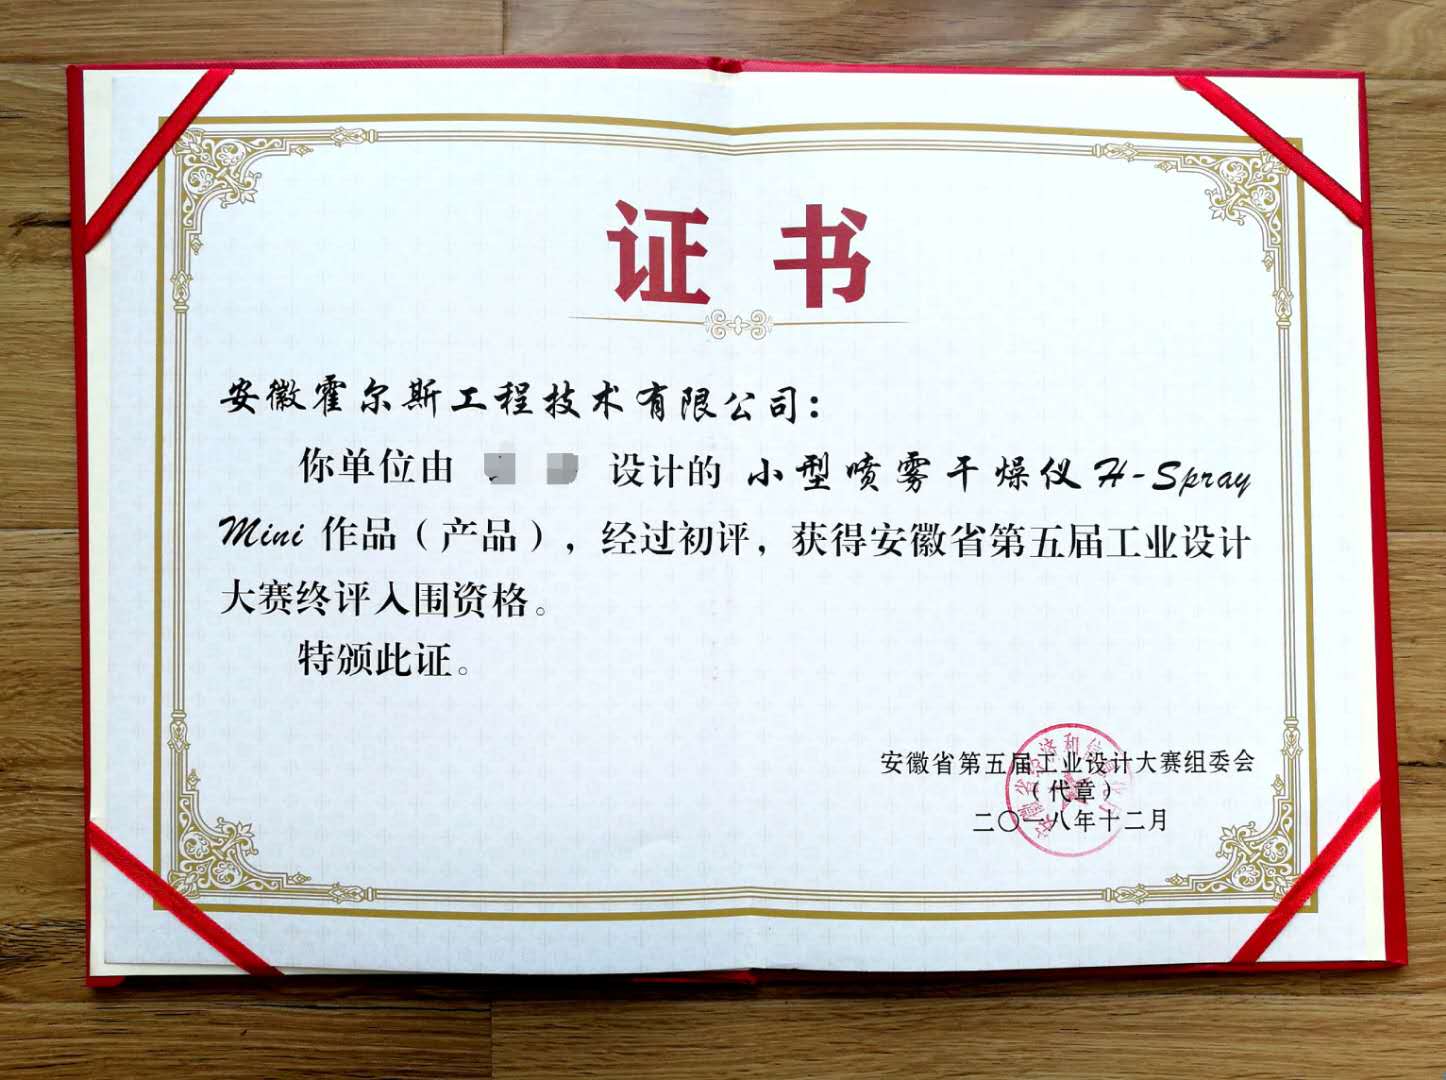 证书
安徽霍尔斯工程技术有限公司：
你单位由 设计的 小型喷雾干燥仪 H-Spray
Mini 作品（产品），经过初评，获得安徽省第五届工业设计
大赛终评入围资格。
特颁此证。
安徽省第五届工业设计大赛组委会
（代章）
二〇一八年十二月